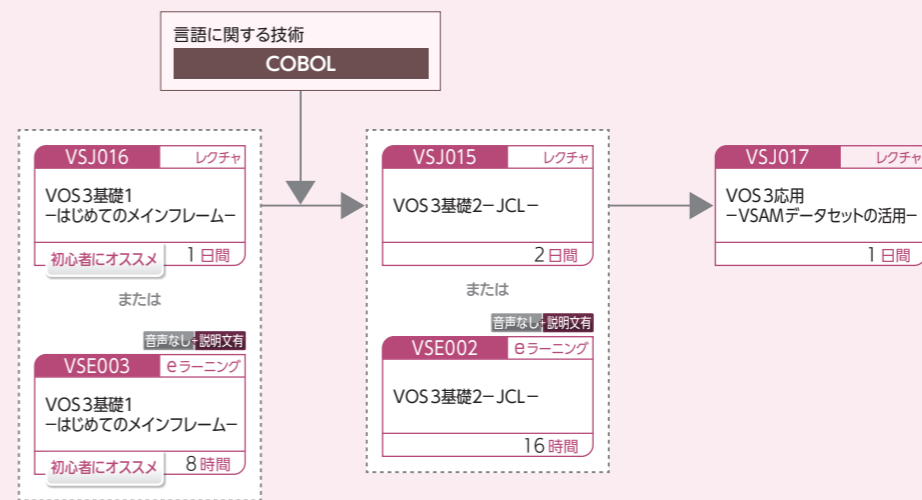 言語に関する技術
COBOL
VSJ016 レクチャ
VOS3基礎1
−はじめてのメインフレーム−
初心者にオススメ 1日間
または
音声なし+説明文有
VSE003 eラーニング
VOS3基礎1
−はじめてのメインフレーム−
初心者にオススメ 8時間
VSJ015 レクチャ
VOS3基礎2−JCL−
2日間
または
音声なし+説明文有
VSE002 eラーニング
VOS3基礎2−JCL−
16時間
VSJ017 レクチャ
VOS3応用
−VSAMデータセットの活用−
1日間